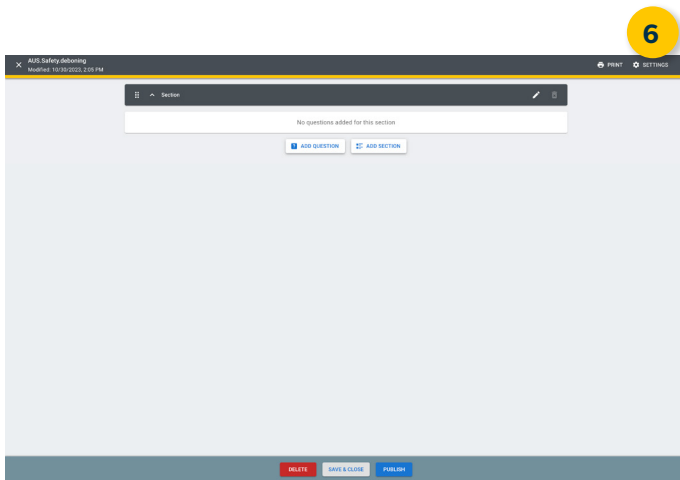 6
AUS.Safety.deboning
Modified: 10/30/2023, 2:05 PM
PRINT
SETTINGS
Section
No questions added for this section
ADD QUESTION
ADD SECTION
DELETE
SAVE & CLOSE
PUBLISH